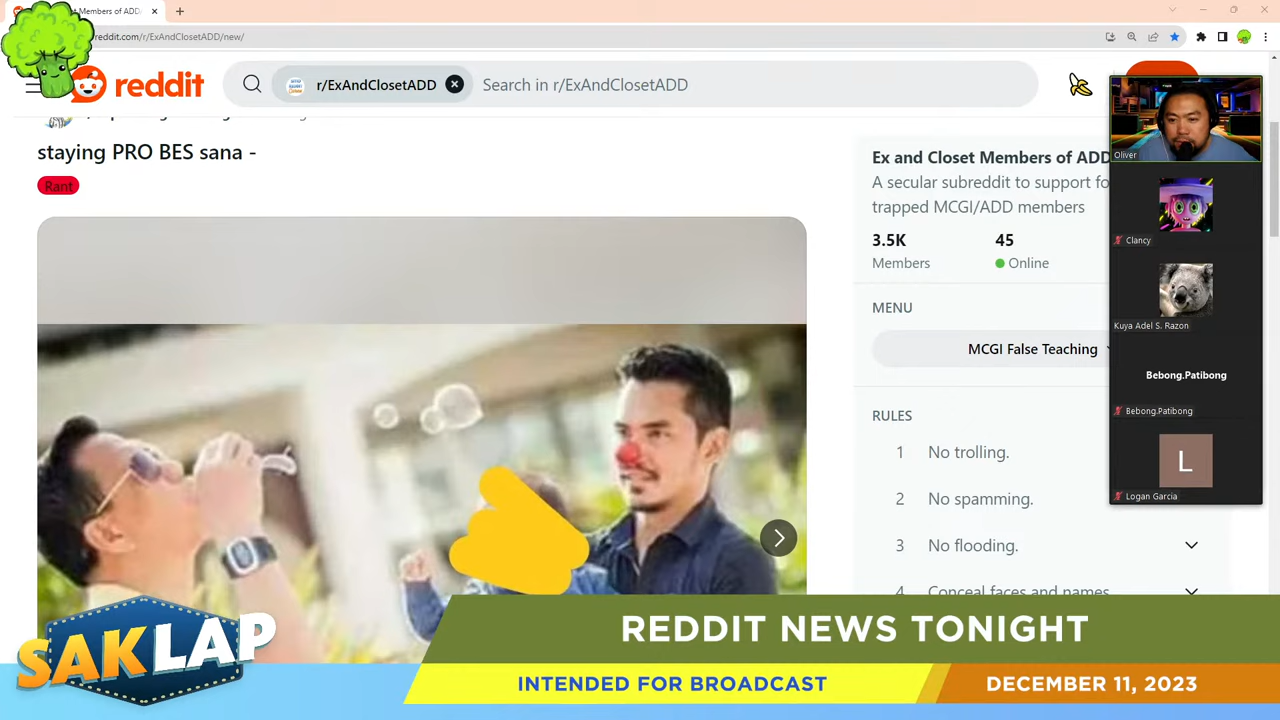 Members of ADD
reddit.com/r/ExAndClosetADD/new/
reddit
r/ExAndClosetADD
Search in r/ExAndClosetADD
staying PRO BES sana -
Rant
Ex and Closet Members of ADD
A secular subreddit to support fo
trapped MCGI/ADD members
3.5K
45
Members
Online
MENU
MCGI False Teaching
RULES
1 No trolling.
2 No spamming.
3 No flooding.
4 Conceal faces and names
Oliver
Clancy
Kuya Adel S. Razon
Bebong.Patibong
Bebong.Patibong
L
Logan Garcia
SAKLAP
REDDIT NEWS TONIGHT
INTENDED FOR BROADCAST
DECEMBER 11, 2023